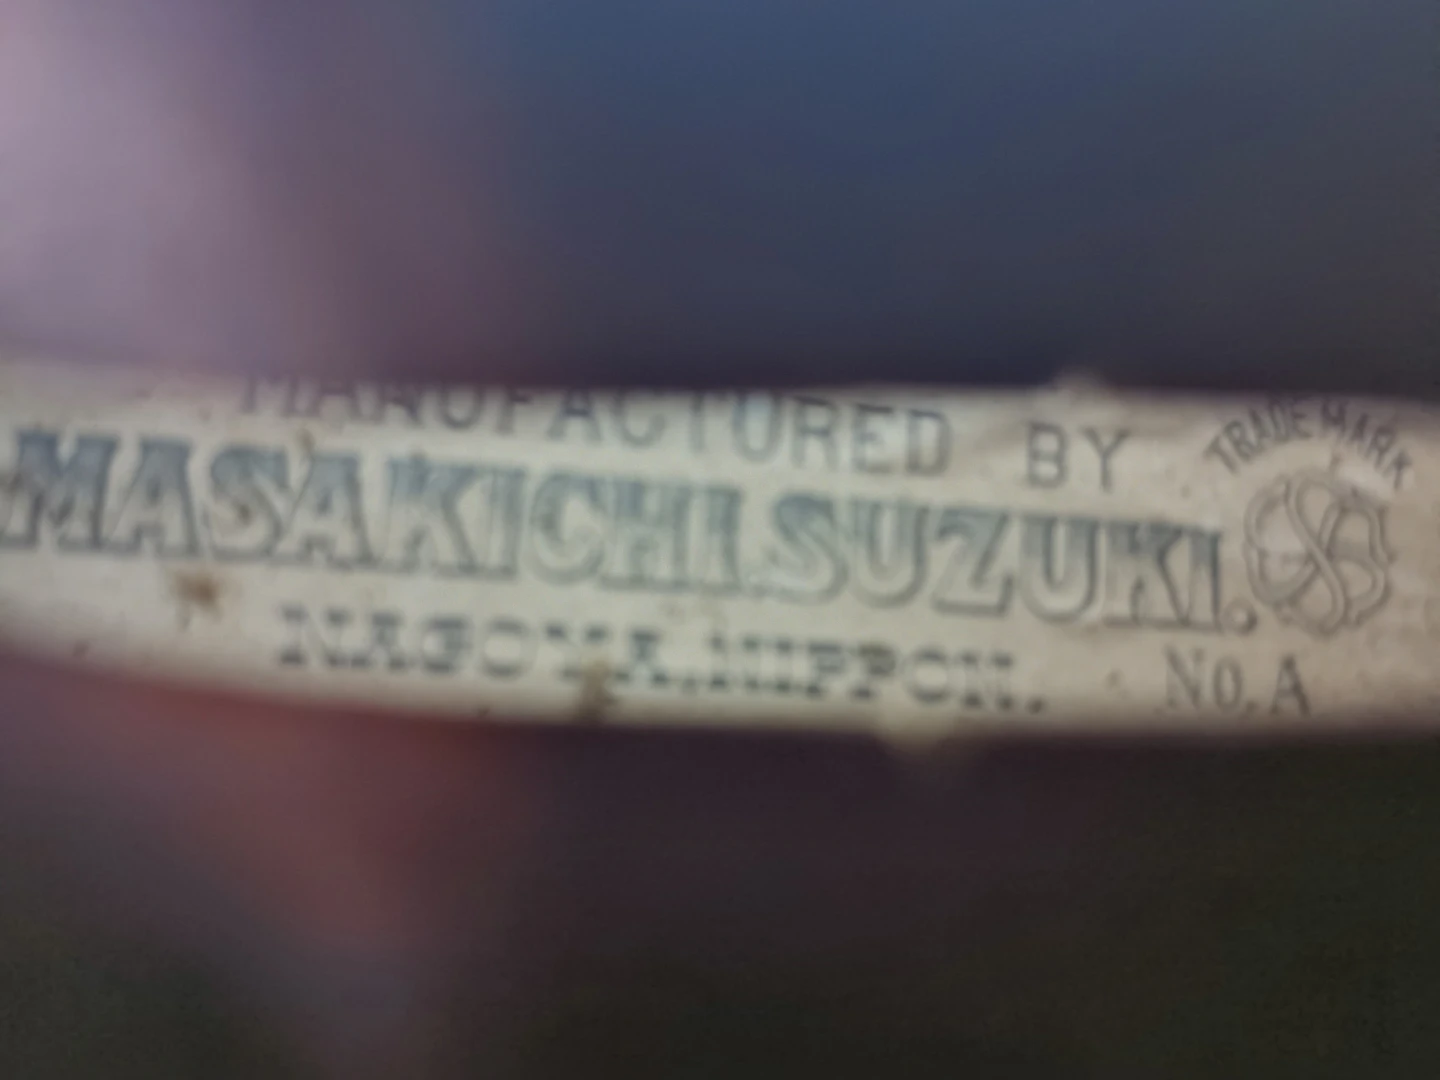 MANUFACTURED BY
MASAKICHI SUZUKI.
NAGOYA, NIPPON.
TRADE MARK
No. A